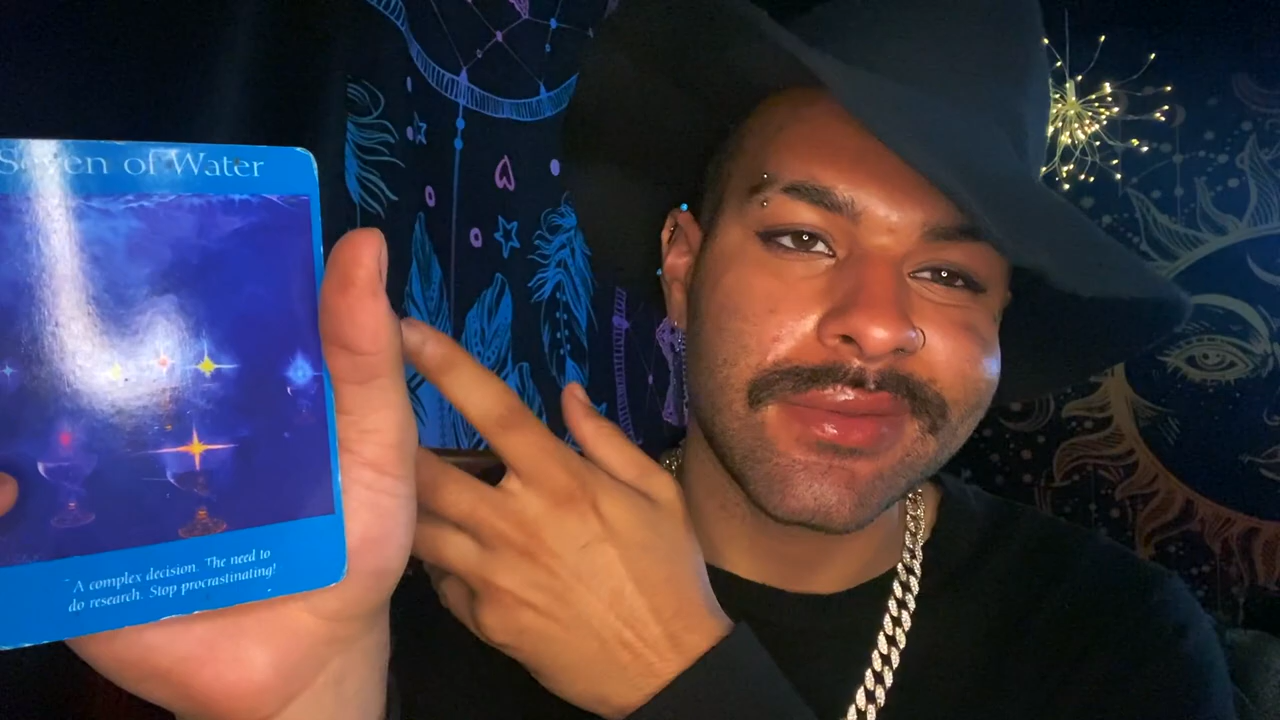 Seven of Water
A complex decision. The need to
do research. Stop procrastinating!